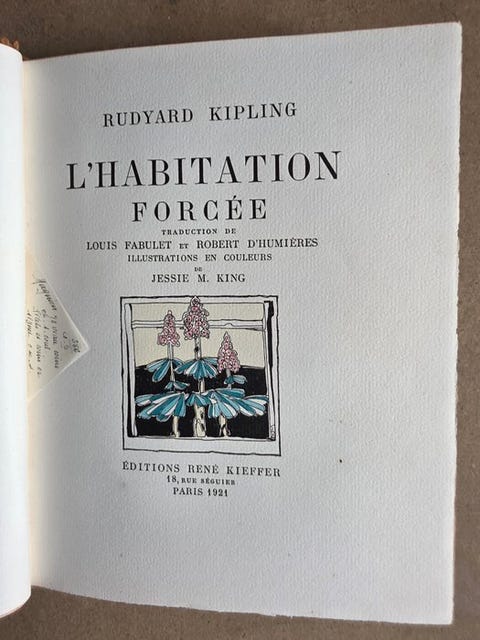 RUDYARD KIPLING
L'HABITATION
FORCÉE
TRADUCTION DE
LOUIS FABULET ET ROBERT D'HUMIÈRES
ILLUSTRATIONS EN COULEURS
DE
JESSIE M. KING
ÉDITIONS RENÉ KIEFFER
18, RUE SÉGUIER
PARIS 1921